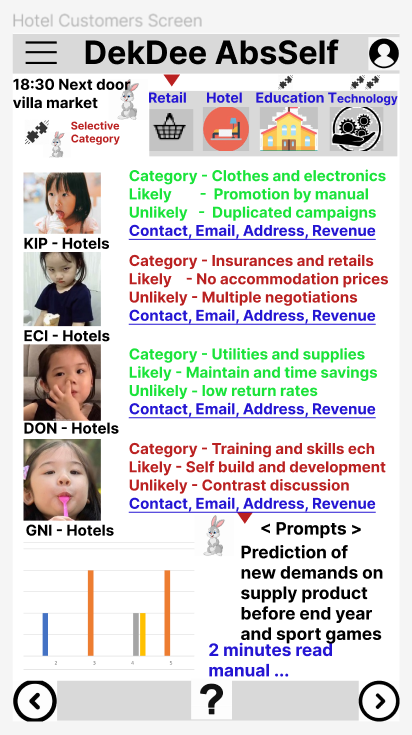 Hotel Customers Screen
DekDee AbsSelf
18:30 Next door
villa market
Selective
Category
Retail
Hotel
Education
Technology
Category - Clothes and electronics
Likely - Promotion by manual
Unlikely - Duplicated campaigns
Contact, Email, Address, Revenue
KIP - Hotels
Category - Insurances and retails
Likely - No accommodation prices
Unlikely - Multiple negotiations
Contact, Email, Address, Revenue
ECI - Hotels
Category - Utilities and supplies
Likely - Maintain and time savings
Unlikely - low return rates
Contact, Email, Address, Revenue
DON - Hotels
Category - Training and skills ech
Likely - Self build and development
Unlikely - Contrast discussion
Contact, Email, Address, Revenue
GNI - Hotels
< Prompts >
Prediction of
new demands on
supply product
before end year
and sport games
2 minutes read
manual ...
2 3 4 5
?